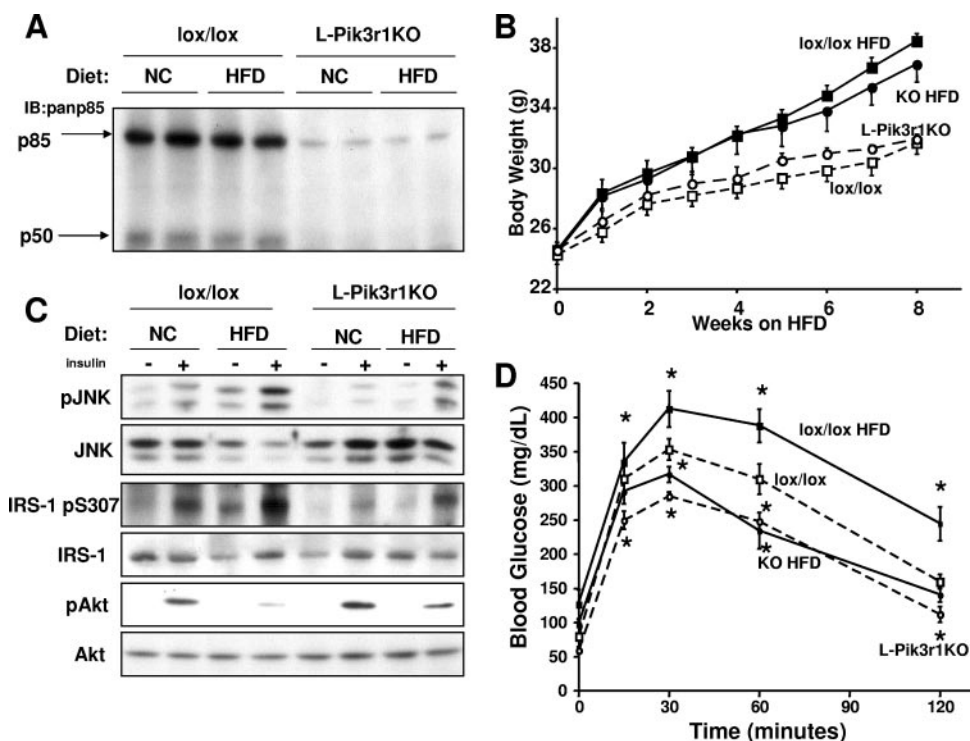 A
lox/lox
L-Pik3r1KO
Diet: NC HFD NC HFD
IB:panp85
p85
p50
B
Body Weight (g)
38
34
30
26
22
lox/lox HFD
KO HFD
L-Pik3r1KO
lox/lox
0 2 4 6 8
Weeks on HFD
C
lox/lox
L-Pik3r1KO
Diet: NC HFD NC HFD
insulin - + - + - + - +
pJNK
JNK
IRS-1 pS307
IRS-1
pAkt
Akt
D
Blood Glucose (mg/dL)
450
400
350
300
250
200
150
100
50
0
* * * *
lox/lox HFD
lox/lox
* *
* * *
KO HFD
L-Pik3r1KO
*
0 30 60 90 120
Time (minutes)